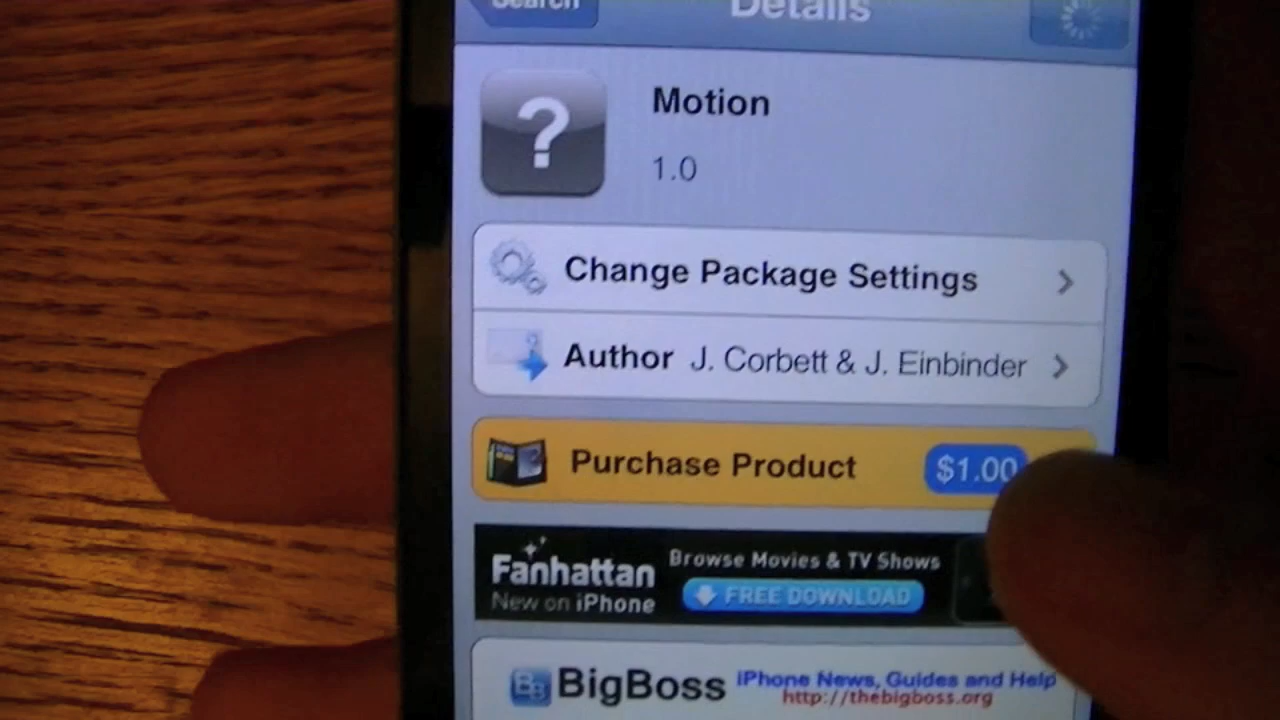 Search
Details
?
Motion
1.0
Change Package Settings
Author J. Corbett & J. Einbinder
Purchase Product $1.00
Fanhattan
New on iPhone
Browse Movies & TV Shows
FREE DOWNLOAD
BB BigBoss
iPhone News, Guides and Help
http://thebigboss.org